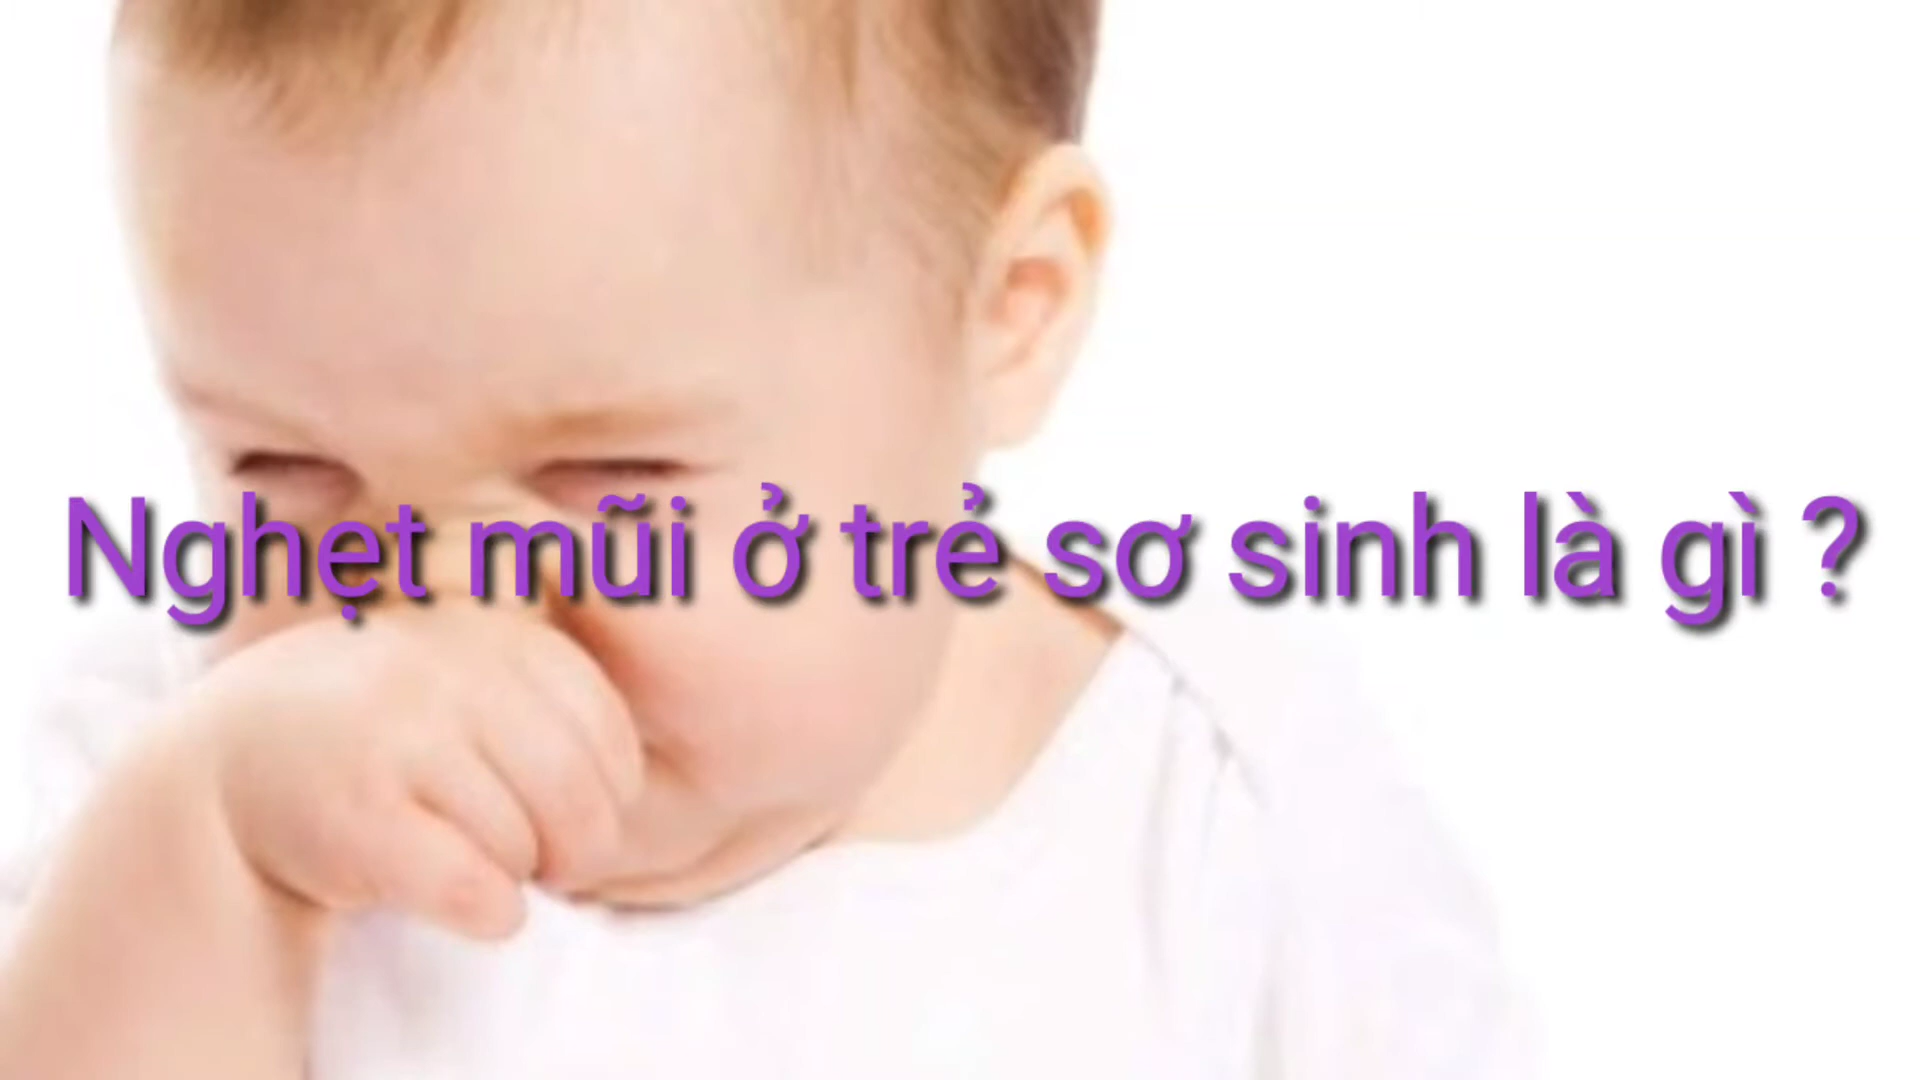 Nghẹt mũi ở trẻ sơ sinh là gì ?